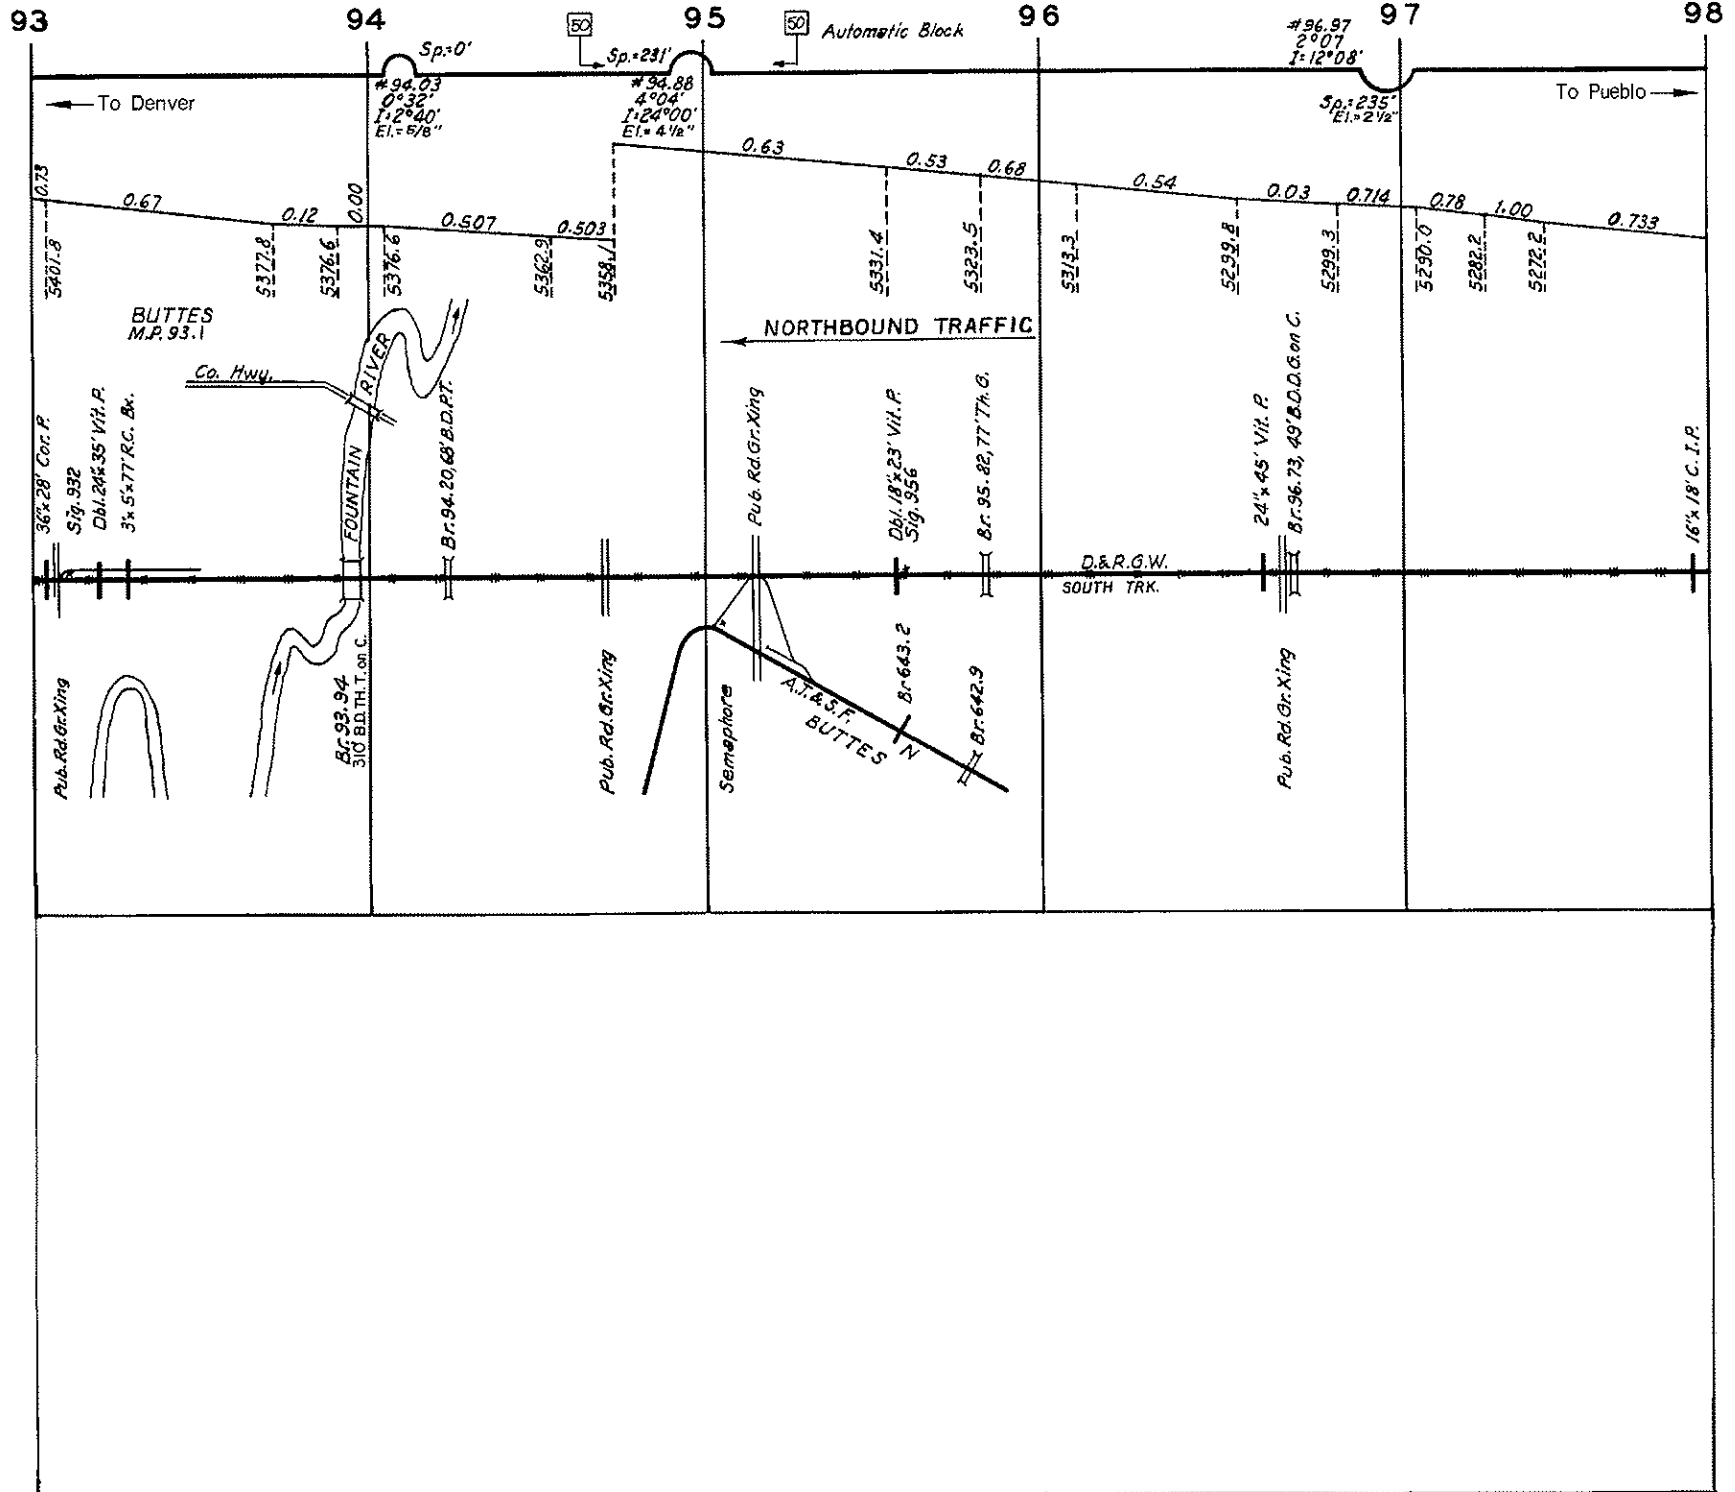 93
94
95
96
97
98
50
50
Automatic Block
Sp.=0'
Sp.=231'
#96.97
2°07
I=12°08'
To Denver
#94.03
0°32'
I=2°40'
El.=5/8"
#94.88
4°04'
I=24°00'
El.=4 1/2"
Sp.=235'
El.=2 1/2"
To Pueblo
0.73
0.67
0.12
0.00
0.507
0.503
0.63
0.53
0.68
0.54
0.03
0.714
0.78
1.00
0.733
5401.8
5377.8
5376.6
5376.6
5362.9
5358.1
5331.4
5323.5
5313.3
5299.8
5299.3
5290.0
5282.2
5272.2
BUTTES
M.P. 93.1
NORTHBOUND TRAFFIC
Co. Hwy.
FOUNTAIN RIVER
36"x28' Cor. P.
Sig. 932
Dbl. 24"x35' Vit. P.
3'x5'x77' R.C. Bx.
Br. 94.20, 68' B.D.P.T.
Pub. Rd. Gr. Xing
Dbl. 18"x23' Vit. P.
Sig. 956
Br. 95.82, 77' Th. G.
24"x45' Vit. P.
Br. 96.73, 49' B.D.D.G. on C.
16"x18' C.I.P.
D.&R.G.W.
SOUTH TRK.
Pub. Rd. Gr. Xing
Br. 93.94
310' B.D.TH.T. on C.
Pub. Rd. Gr. Xing
Semaphore
A.T.&S.F.
BUTTES
N
Br 643.2
Br. 642.9
Pub. Rd. Gr. Xing